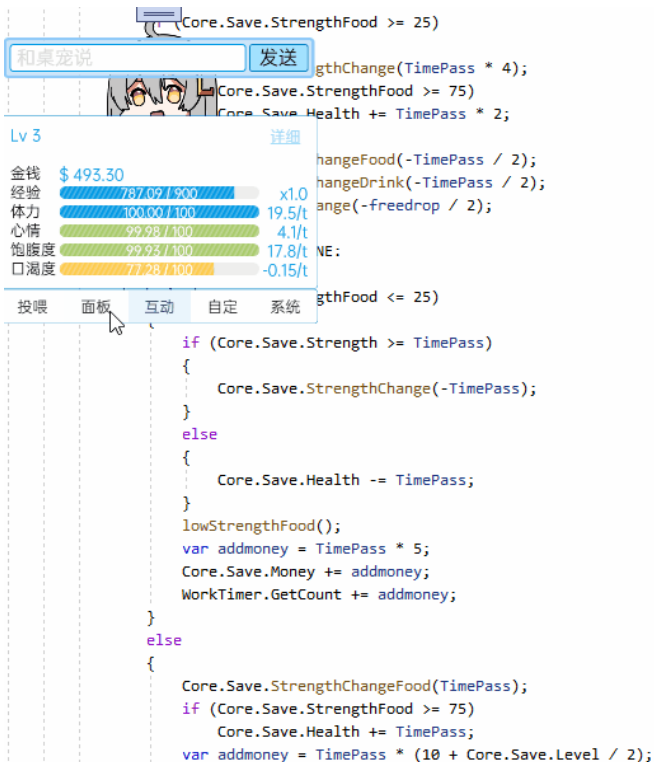 (Core.Save.StrengthFood >= 25)
和桌宠说
发送
gthChange(TimePass * 4);
Core.Save.StrengthFood >= 75)
Core.Save.Health += TimePass * 2;
Lv 3
详细
hangeFood(-TimePass / 2);
金钱 $ 493.30
hangeDrink(-TimePass / 2);
经验 787.09 / 900 x1.0
ange(-freedrop / 2);
体力 100.00 / 100 19.5/t
心情 99.98 / 100 4.1/t
饱腹度 99.93 / 100 17.8/t
NE:
口渴度 77.28 / 100 -0.15/t
gthFood <= 25)
投喂 面板 互动 自定 系统
{
if (Core.Save.Strength >= TimePass)
{
Core.Save.StrengthChange(-TimePass);
}
else
{
Core.Save.Health -= TimePass;
}
lowStrengthFood();
var addmoney = TimePass * 5;
Core.Save.Money += addmoney;
WorkTimer.GetCount += addmoney;
}
else
{
Core.Save.StrengthChangeFood(TimePass);
if (Core.Save.StrengthFood >= 75)
Core.Save.Health += TimePass;
var addmoney = TimePass * (10 + Core.Save.Level / 2);